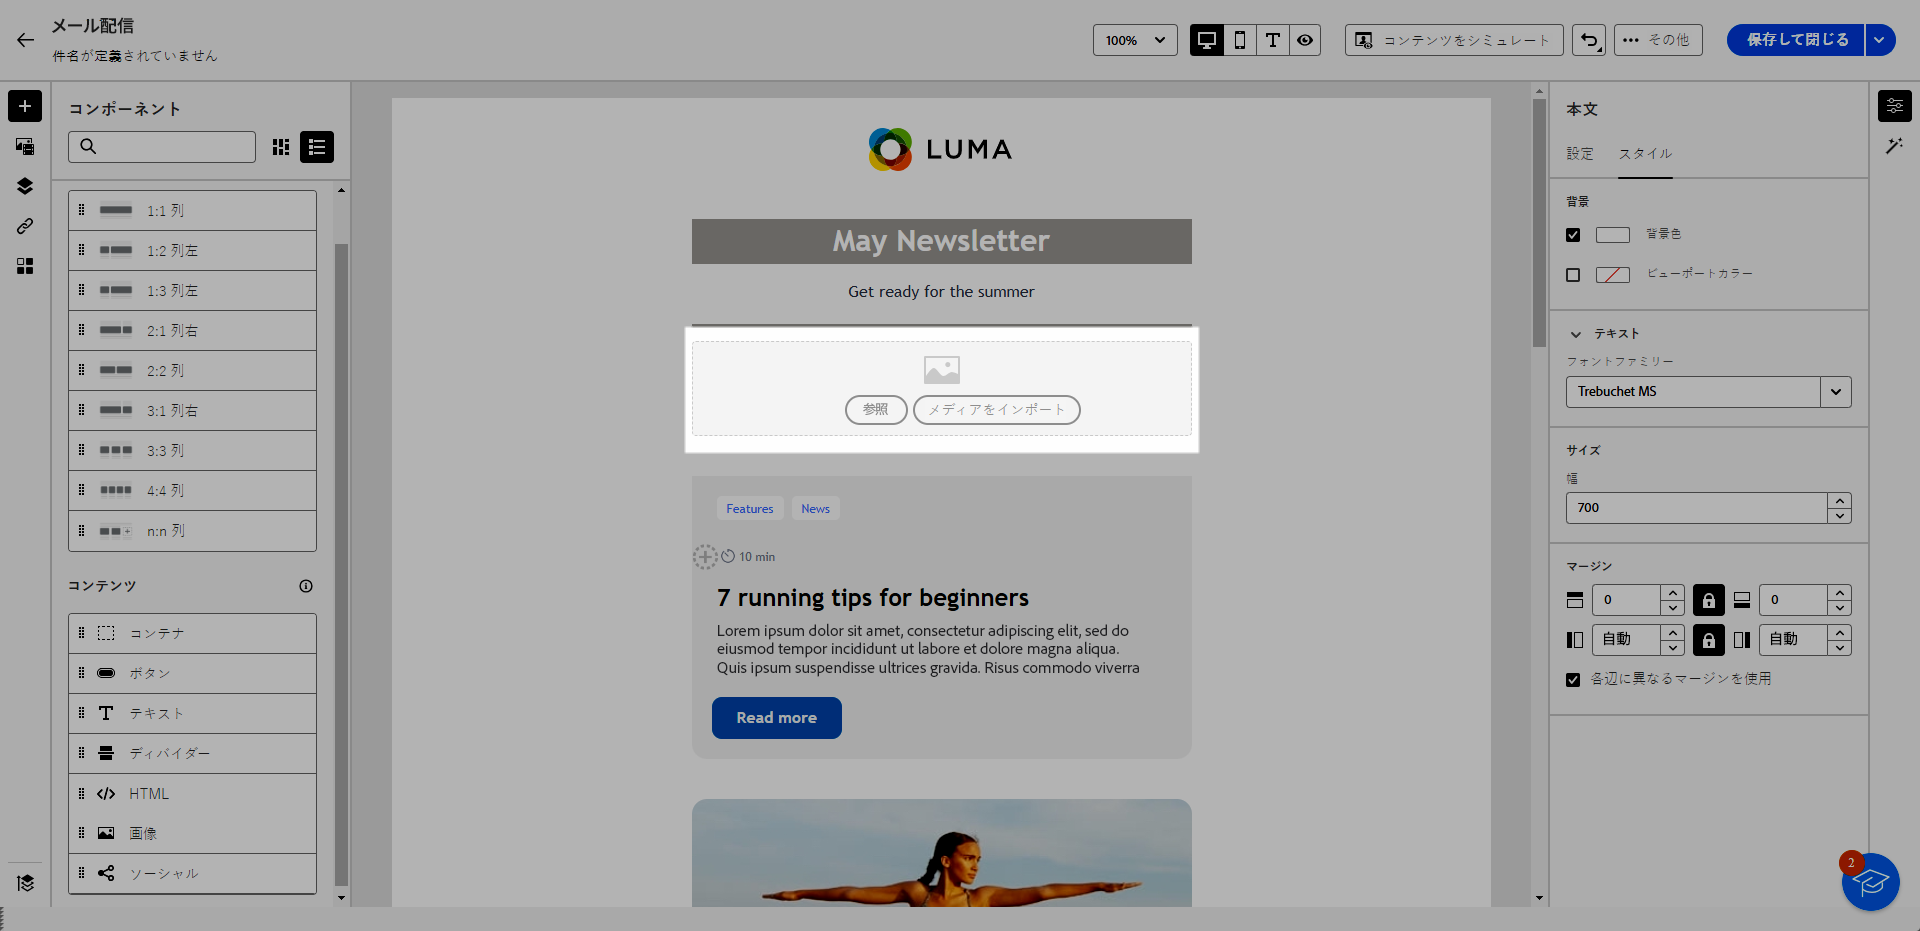 メール配信
件名が定義されていません
100%
コンテンツをシミュレート
その他
保存して閉じる
コンポーネント
1:1 列
1:2 列左
1:3 列左
2:1 列右
2:2 列
3:1 列右
3:3 列
4:4 列
n:n 列
コンテンツ
コンテナ
ボタン
テキスト
ディバイダー
HTML
画像
ソーシャル
LUMA
May Newsletter
Get ready for the summer
参照
メディアをインポート
Features
News
10 min
7 running tips for beginners
Lorem ipsum dolor sit amet, consectetur adipiscing elit, sed do
eiusmod tempor incididunt ut labore et dolore magna aliqua.
Quis ipsum suspendisse ultrices gravida. Risus commodo viverra
Read more
本文
設定
スタイル
背景
背景色
ビューポートカラー
テキスト
フォントファミリー
Trebuchet MS
サイズ
幅
700
マージン
0
0
自動
自動
各辺に異なるマージンを使用
2